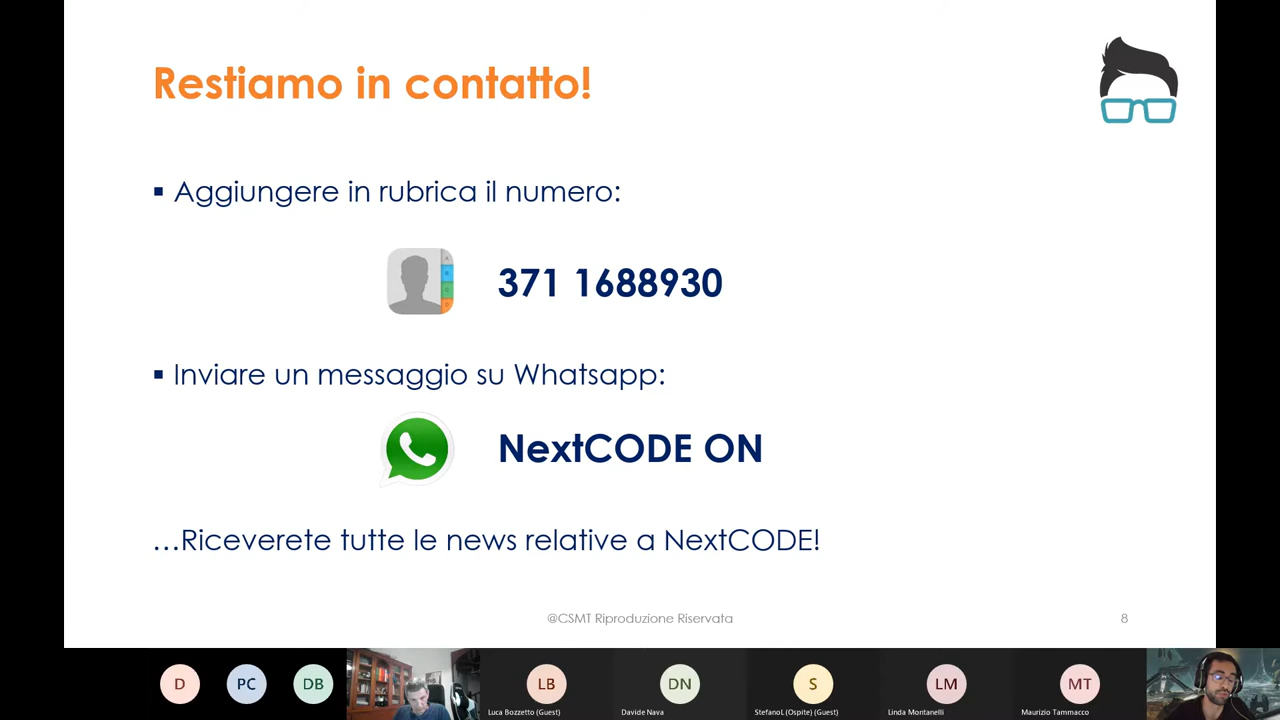 Restiamo in contatto!
▪ Aggiungere in rubrica il numero:
371 1688930
▪ Inviare un messaggio su Whatsapp:
NextCODE ON
…Riceverete tutte le news relative a NextCODE!
@CSMT Riproduzione Riservata
8
D
PC
DB
LB
DN
S
LM
MT
Luca Bozzetto (Guest)
Davide Nava
StefanoL (Ospite) (Guest)
Linda Montanelli
Maurizio Tammacco